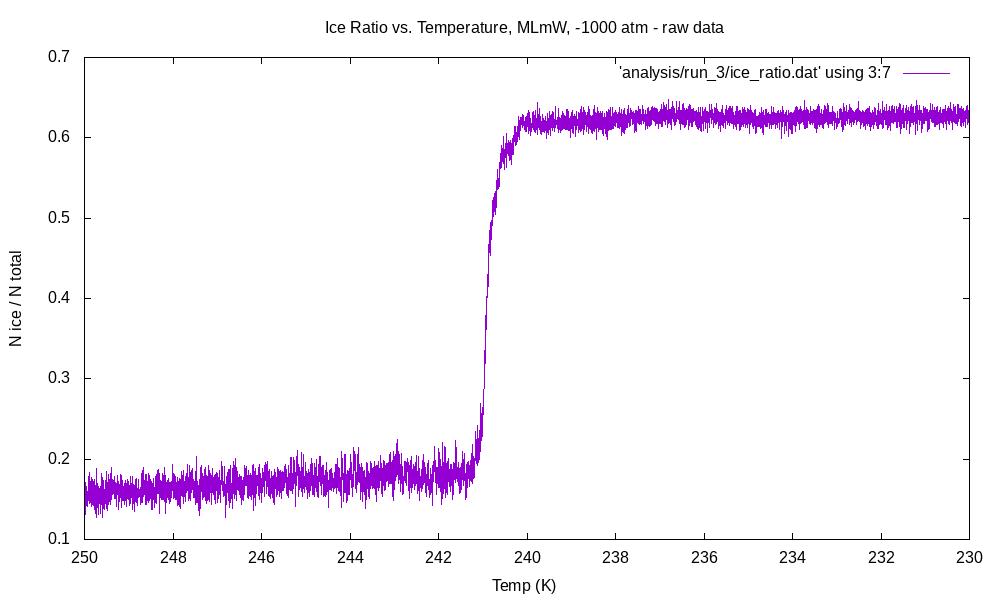 Ice Ratio vs. Temperature, MLmW, -1000 atm - raw data
'analysis/run_3/ice_ratio.dat' using 3:7
0.7
0.6
0.5
0.4
0.3
0.2
0.1
N ice / N total
250 248 246 244 242 240 238 236 234 232 230
Temp (K)